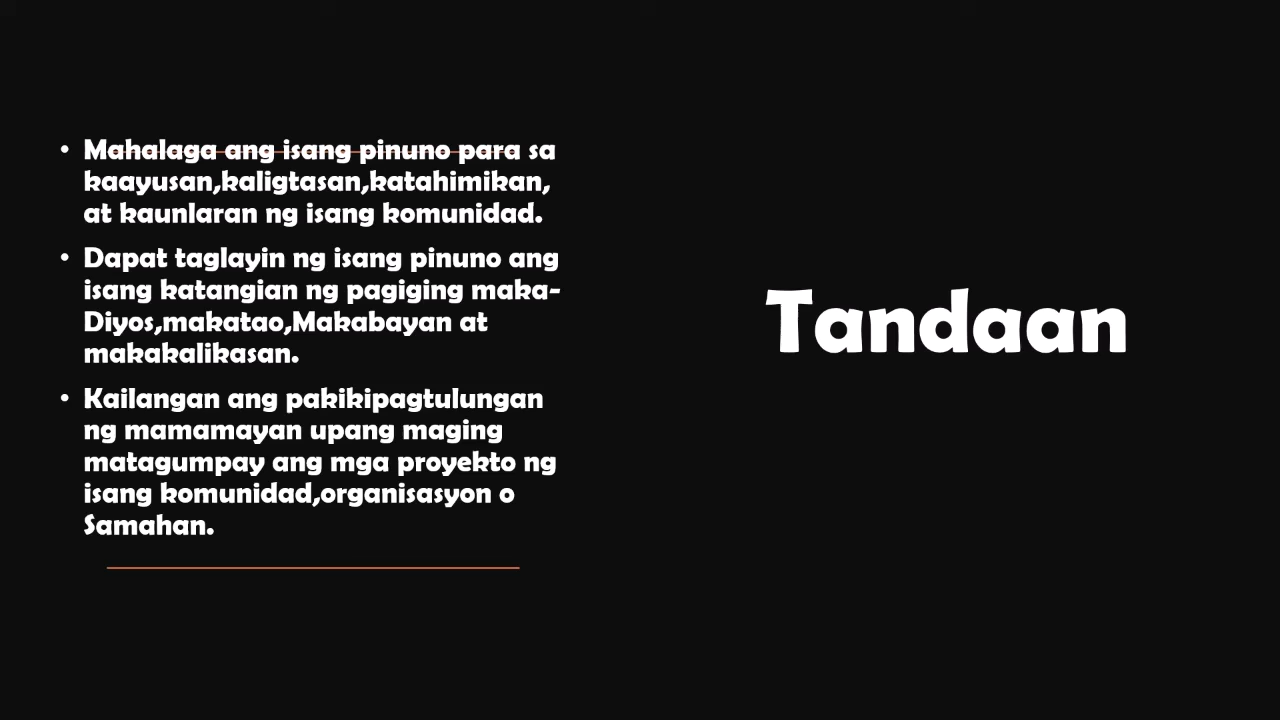 • Mahalaga ang isang pinuno para sa
kaayusan,kaligtasan,katahimikan,
at kaunlaran ng isang komunidad.
• Dapat taglayin ng isang pinuno ang
isang katangian ng pagiging maka-
Diyos,makatao,Makabayan at
makakalikasan.
• Kailangan ang pakikipagtulungan
ng mamamayan upang maging
matagumpay ang mga proyekto ng
isang komunidad,organisasyon o
Samahan.
Tandaan